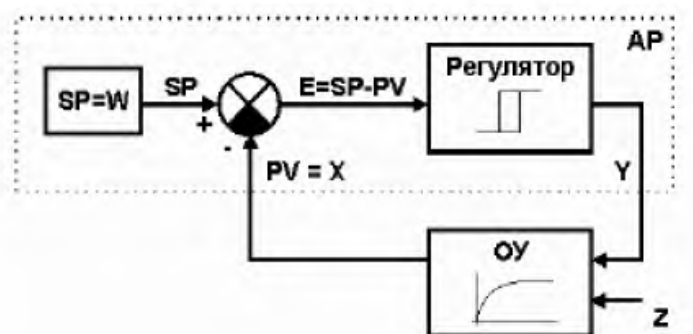 АР
SP=W
SP
+
-
E=SP-PV
Регулятор
PV = X
Y
ОУ
Z